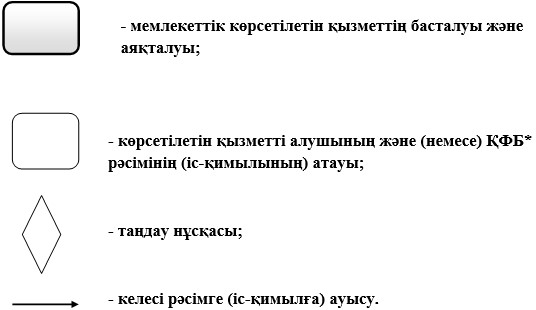 - мемлекеттік көрсетілетін қызметтің басталуы және
аяқталуы;
- көрсетілетін қызметті алушының және (немесе) ҚФБ*
рәсімінің (іс-қимылының) атауы;
- таңдау нұсқасы;
- келесі рәсімге (іс-қимылға) ауысу.